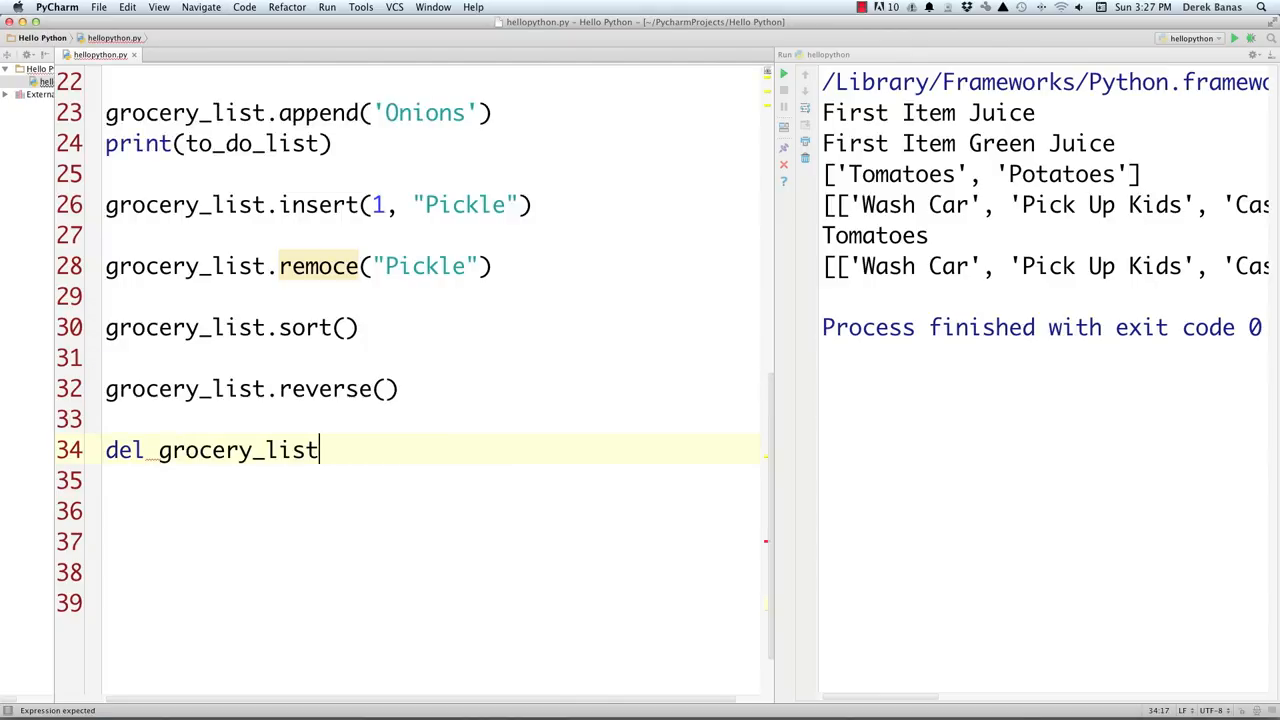 PyCharm File Edit View Navigate Code Refactor Run Tools VCS Window Help 10 Sun 3:27 PM Derek Banas
hellopython.py - Hello Python - [~/PycharmProjects/Hello Python]
Hello Python hellopython.py hellopython
hellopython.py Run hellopython
Hello P
hell
Externa
22
23 grocery_list.append('Onions')
24 print(to_do_list)
25
26 grocery_list.insert(1, "Pickle")
27
28 grocery_list.remoce("Pickle")
29
30 grocery_list.sort()
31
32 grocery_list.reverse()
33
34 del grocery_list
35
36
37
38
39
/Library/Frameworks/Python.framewo
First Item Juice
First Item Green Juice
['Tomatoes', 'Potatoes']
[['Wash Car', 'Pick Up Kids', 'Cas
Tomatoes
[['Wash Car', 'Pick Up Kids', 'Cas
Process finished with exit code 0
Expression expected 34:17 LF UTF-8